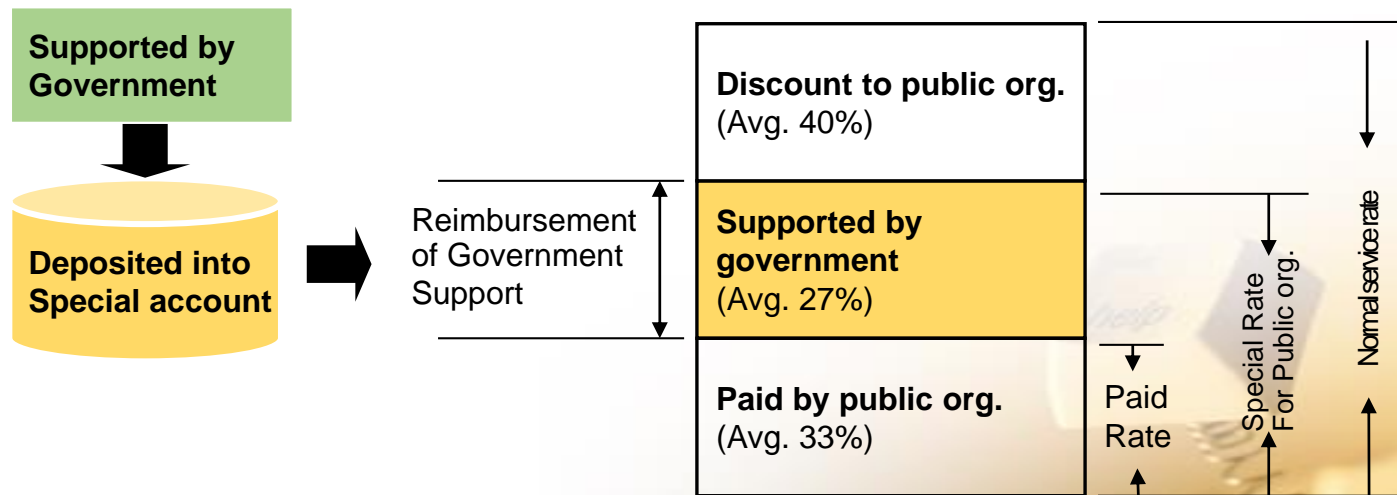 Supported by
Government
Deposited into
Special account
Reimbursement
of Government
Support
Discount to public org.
(Avg. 40%)
Supported by
government
(Avg. 27%)
Paid by public org.
(Avg. 33%)
Paid
Rate
Special Rate
For Public org.
Normal service rate
help